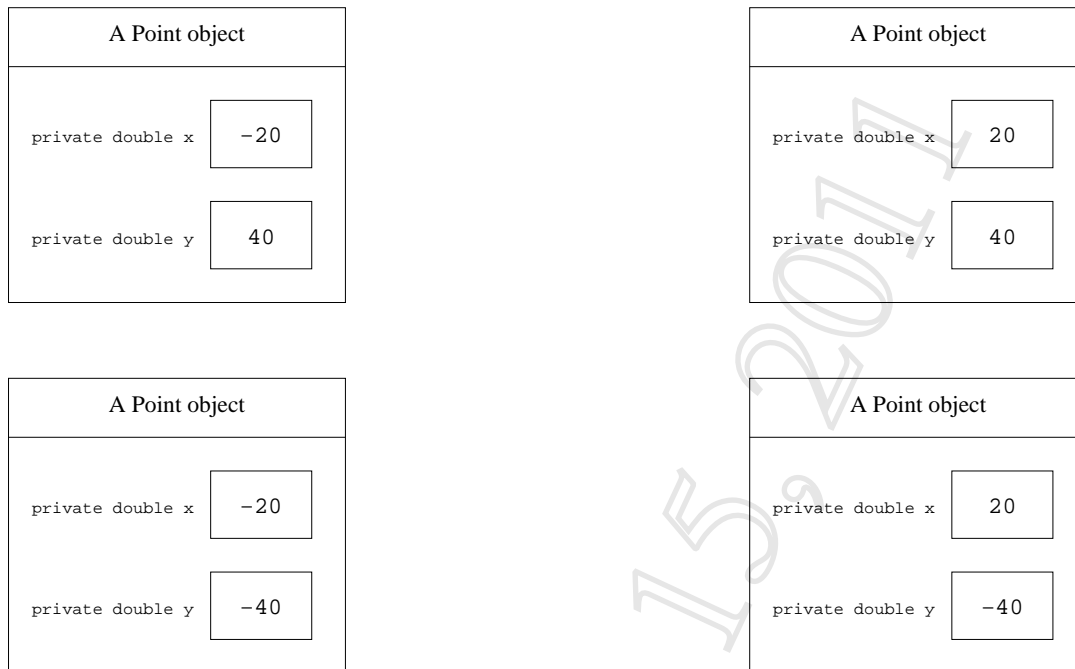 A Point object A Point object
private double x −20 private double x 20
private double y 40 private double y 40
A Point object A Point object
private double x −20 private double x 20
private double y −40 private double y −40
15, 2011